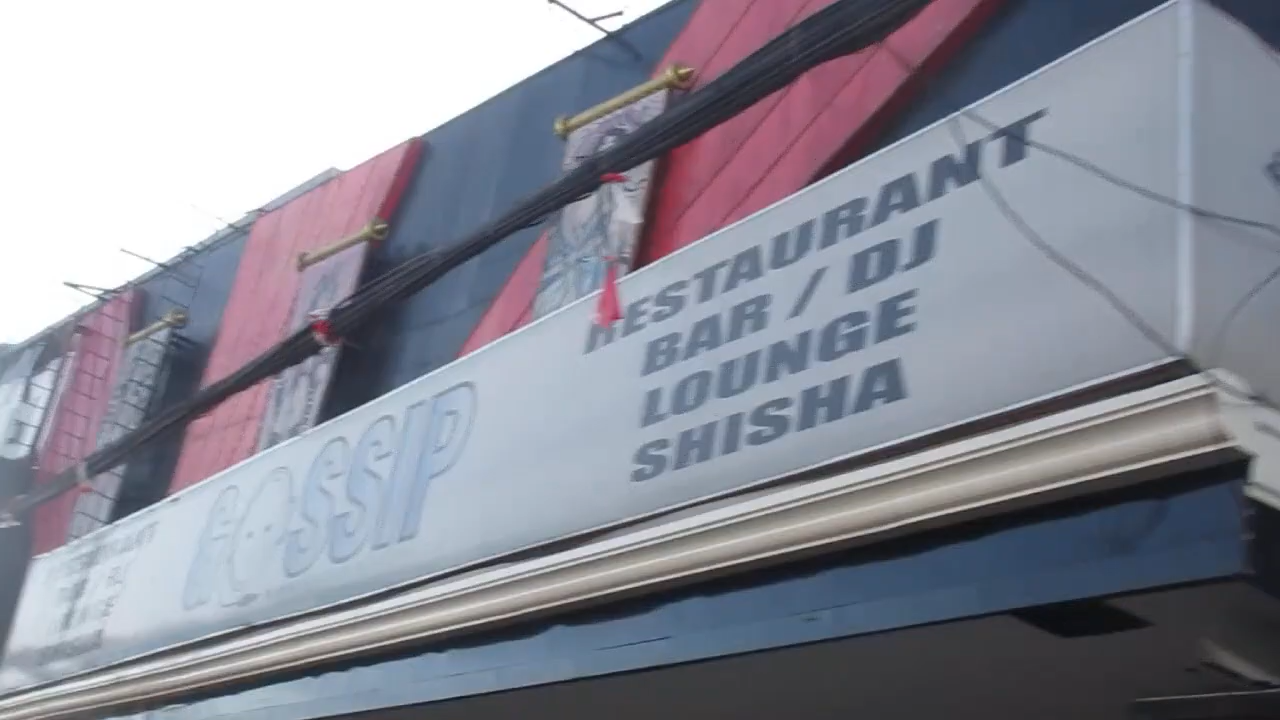 GOSSIP
RESTAURANT
BAR / DJ
LOUNGE
SHISHA